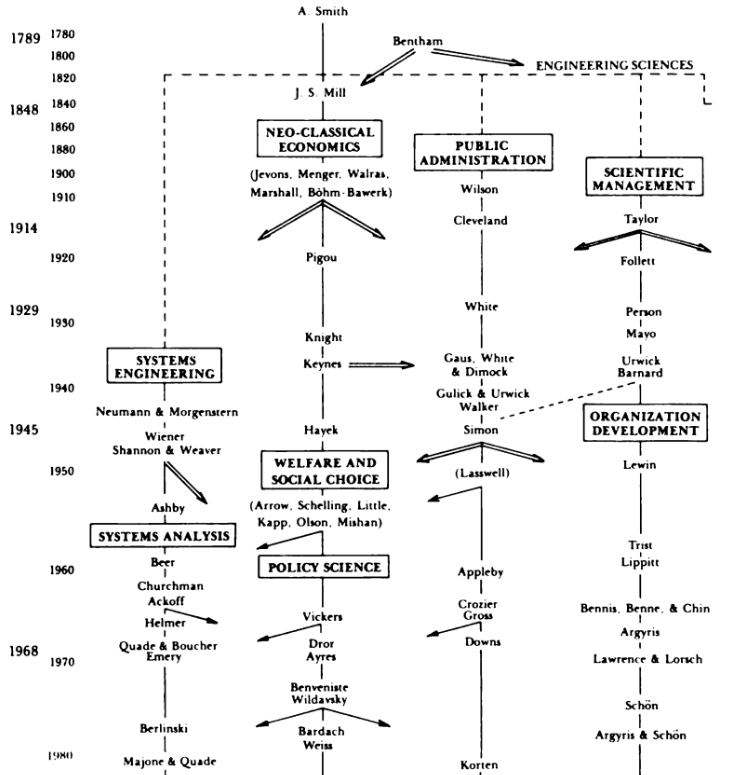 A. Smith
1789
1780
1800
1820
Bentham
ENGINEERING SCIENCES
J. S. Mill
1848
1840
1860
1880
1900
1910
NEO-CLASSICAL
ECONOMICS
(Jevons, Menger, Walras,
Marshall, Böhm-Bawerk)
PUBLIC
ADMINISTRATION
Wilson
SCIENTIFIC
MANAGEMENT
1914
Cleveland
Taylor
1920
Pigou
Follett
1929
1930
White
Person
Mayo
Knight
Keynes
Gaus, White
& Dimock
Urwick
Barnard
SYSTEMS
ENGINEERING
1940
Gulick & Urwick
Walker
Neumann & Morgenstern
ORGANIZATION
DEVELOPMENT
1945
Wiener
Shannon & Weaver
Hayek
Simon
1950
WELFARE AND
SOCIAL CHOICE
(Lasswell)
Lewin
Ashby
(Arrow, Schelling, Little,
Kapp, Olson, Mishan)
SYSTEMS ANALYSIS
Trist
Lippitt
1960
Beer
POLICY SCIENCE
Appleby
Churchman
Ackoff
Helmer
Vickers
Crozier
Gross
Bennis, Benne, & Chin
1968
1970
Quade & Boucher
Emery
Dror
Ayres
Downs
Argyris
Lawrence & Lorsch
Benveniste
Wildavsky
Schön
Berlinski
Bardach
Weiss
Argyris & Schön
1980
Majone & Quade
Korten